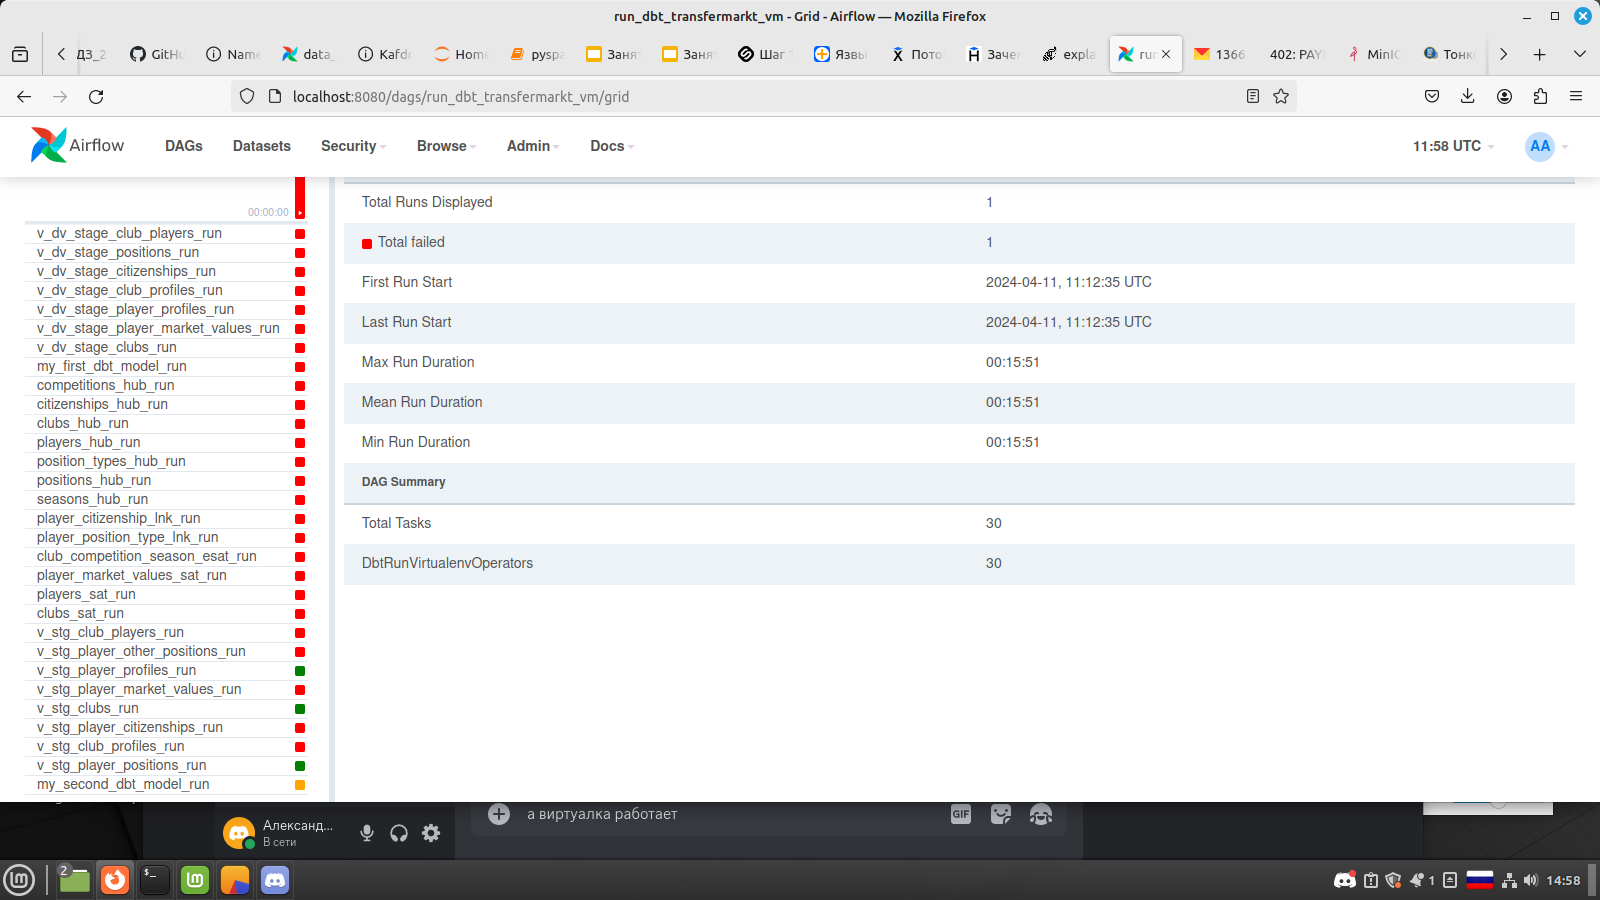 run_dbt_transfermarkt_vm - Grid - Airflow — Mozilla Firefox
ДЗ_2
GitHu
Name
data_
Kafdr
Home
pyspa
Заня
Заня
Шаг 1
Язвы
Пото
Заче
expla
run
1366
402: PAY
MinIO
Тонко
localhost:8080/dags/run_dbt_transfermarkt_vm/grid
Airflow
DAGs
Datasets
Security
Browse
Admin
Docs
11:58 UTC
AA
00:00:00
v_dv_stage_club_players_run
v_dv_stage_positions_run
v_dv_stage_citizenships_run
v_dv_stage_club_profiles_run
v_dv_stage_player_profiles_run
v_dv_stage_player_market_values_run
v_dv_stage_clubs_run
my_first_dbt_model_run
competitions_hub_run
citizenships_hub_run
clubs_hub_run
players_hub_run
position_types_hub_run
positions_hub_run
seasons_hub_run
player_citizenship_lnk_run
player_position_type_lnk_run
club_competition_season_esat_run
player_market_values_sat_run
players_sat_run
clubs_sat_run
v_stg_club_players_run
v_stg_player_other_positions_run
v_stg_player_profiles_run
v_stg_player_market_values_run
v_stg_clubs_run
v_stg_player_citizenships_run
v_stg_club_profiles_run
v_stg_player_positions_run
my_second_dbt_model_run
Total Runs Displayed 1
Total failed 1
First Run Start 2024-04-11, 11:12:35 UTC
Last Run Start 2024-04-11, 11:12:35 UTC
Max Run Duration 00:15:51
Mean Run Duration 00:15:51
Min Run Duration 00:15:51
DAG Summary
Total Tasks 30
DbtRunVirtualenvOperators 30
Александ...
В сети
а виртуалка работает
GIF
2
1
14:58